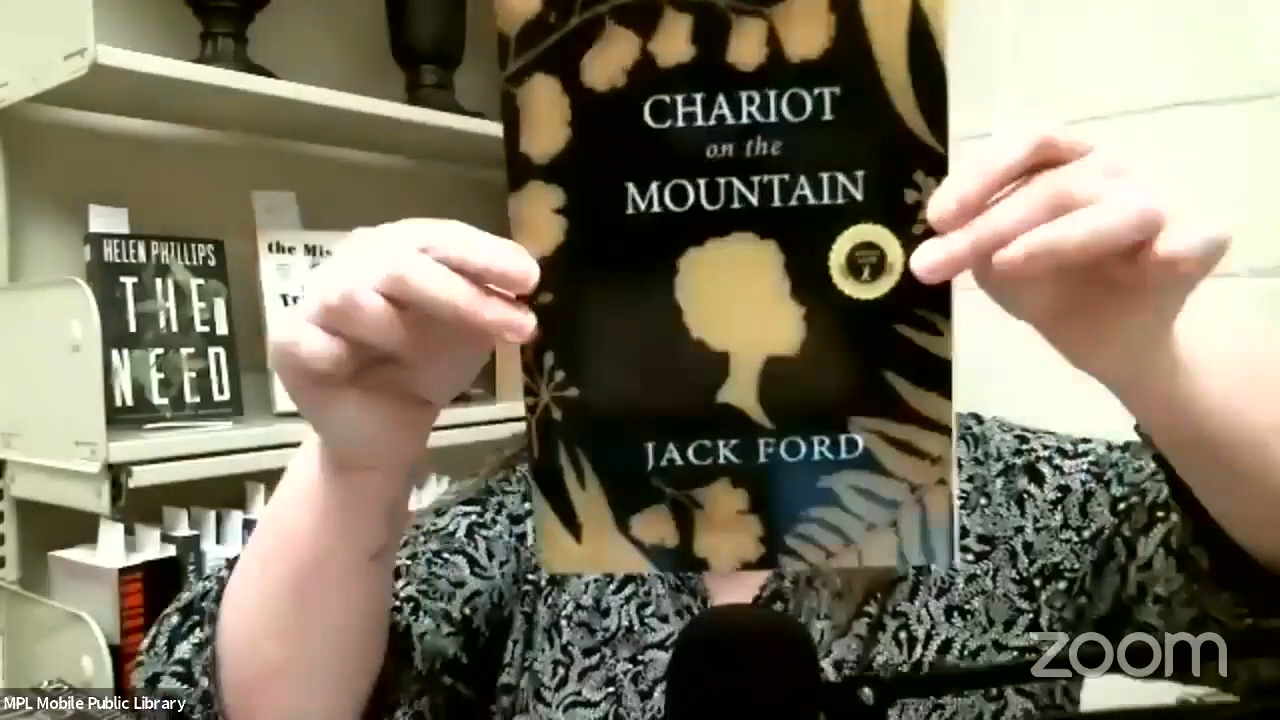 CHARIOT
on the
MOUNTAIN
JACK FORD
HELEN PHILLIPS
THE
NEED
the Mis
zoom
MPL Mobile Public Library